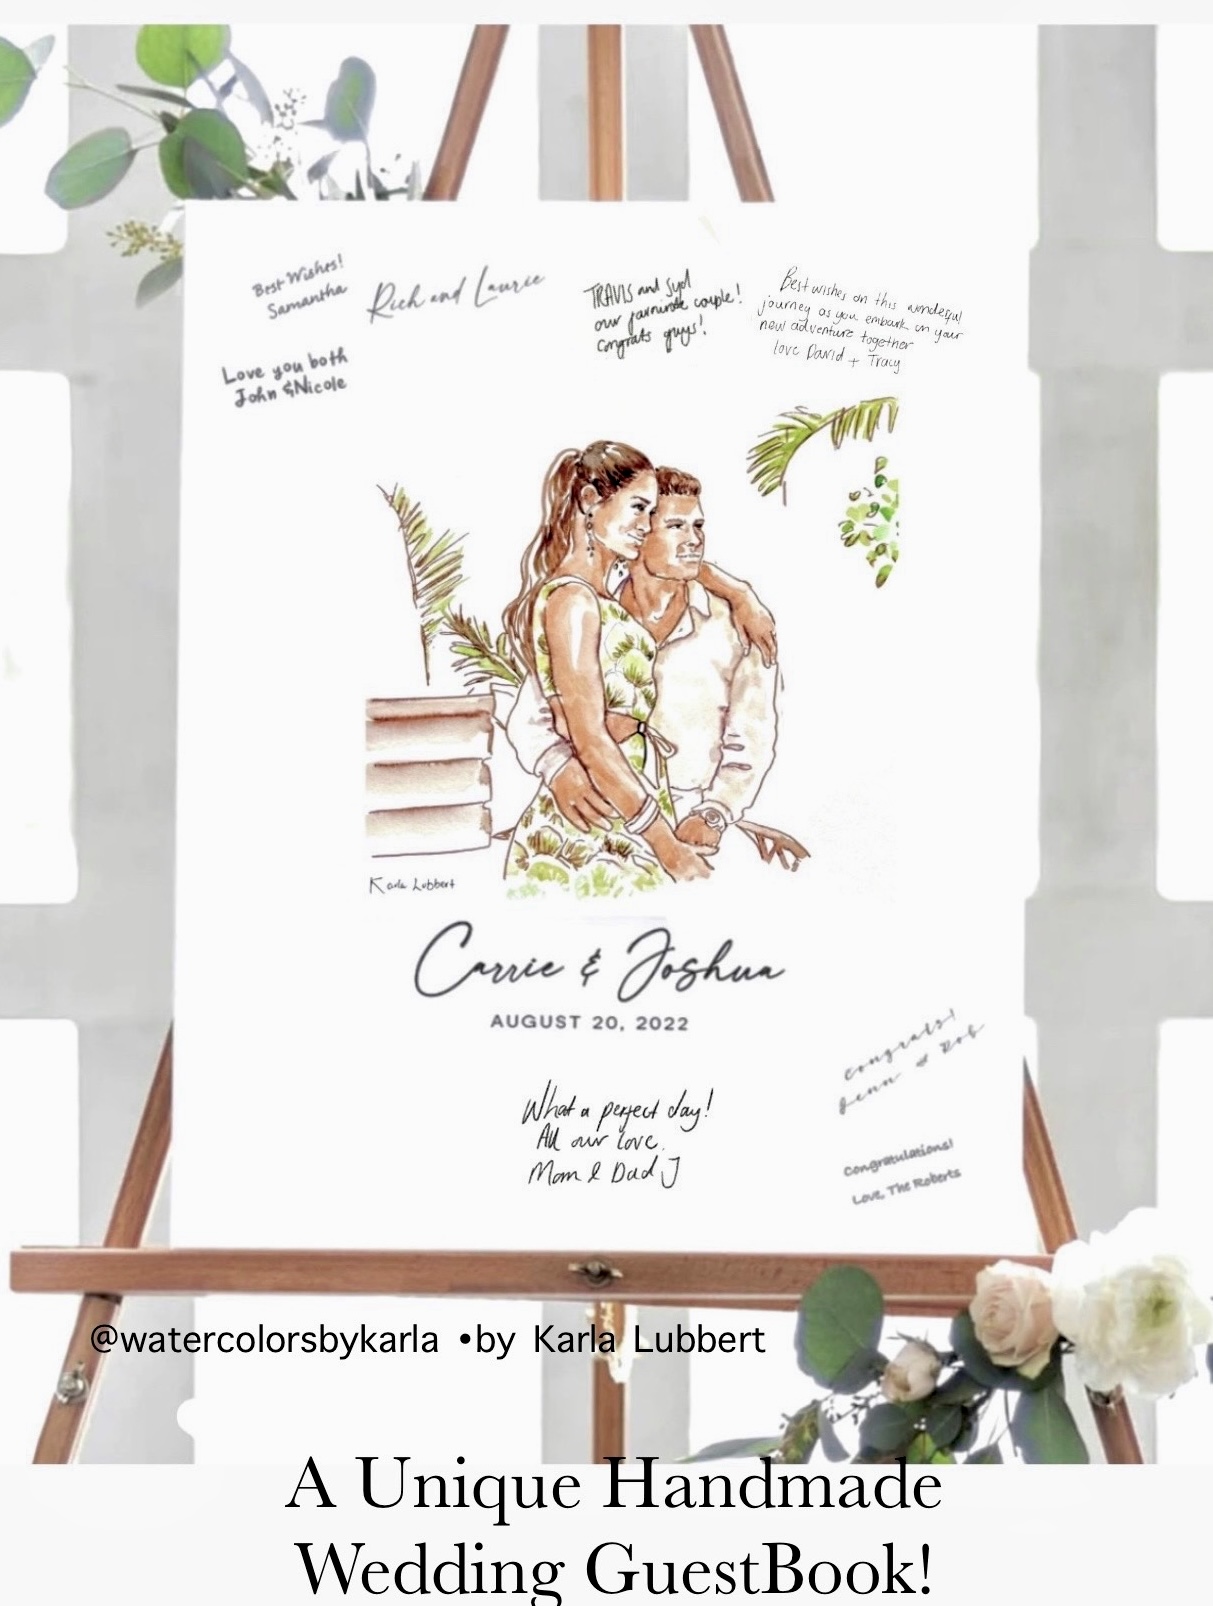 Best Wishes!
Samantha
Rich and Laurie
TRAVIS and Syd
our favourite couple!
congrats guys!
Best wishes on this wonderful
journey as you embark on your
new adventure together
love David + Tracy
Love you both
John & Nicole
Karla Lubbert
Carrie & Joshua
AUGUST 20, 2022
congrats!
Jenn & Rob
What a perfect day!
All our love.
Mom & Dad J
Congratulations!
Love, The Roberts
@watercolorsbykarla •by Karla Lubbert
A Unique Handmade
Wedding GuestBook!